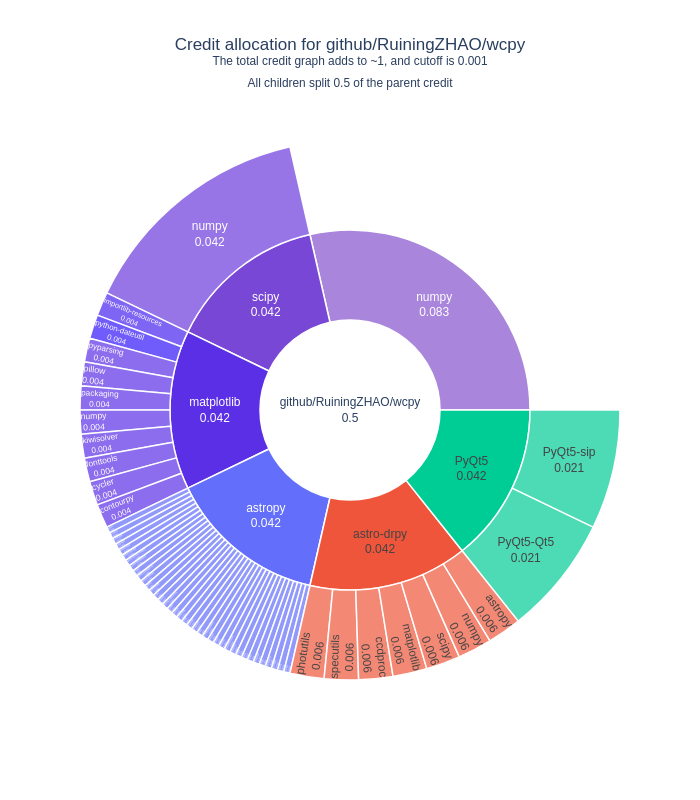 Credit allocation for github/RuiningZHAO/wcpy
The total credit graph adds to ~1, and cutoff is 0.001
All children split 0.5 of the parent credit
numpy
0.042
scipy
0.042
numpy
0.083
python-dateutil
0.004
0.004
pyparsing
0.004
pillow
0.004
packaging
0.004
numpy
0.004
kiwisolver
0.004
0.004
cycler
0.004
contourpy
0.004
matplotlib
0.042
github/RuiningZHAO/wcpy
0.5
PyQt5
0.042
PyQt5-sip
0.021
PyQt5-Qt5
0.021
astropy
0.042
astro-drpy
0.042
photutils
0.006
specutils
0.006
ccdproc
0.006
matplotlib
0.006
scipy
0.006
numpy
0.006
astropy
0.006